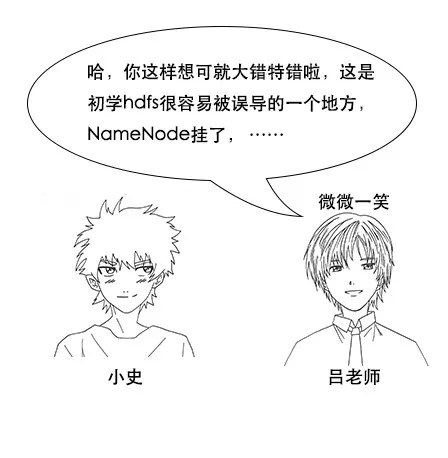 哈，你这样想可就大错特错啦，这是
初学hdfs很容易被误导的一个地方，
NameNode挂了，……
微微一笑
小史
吕老师